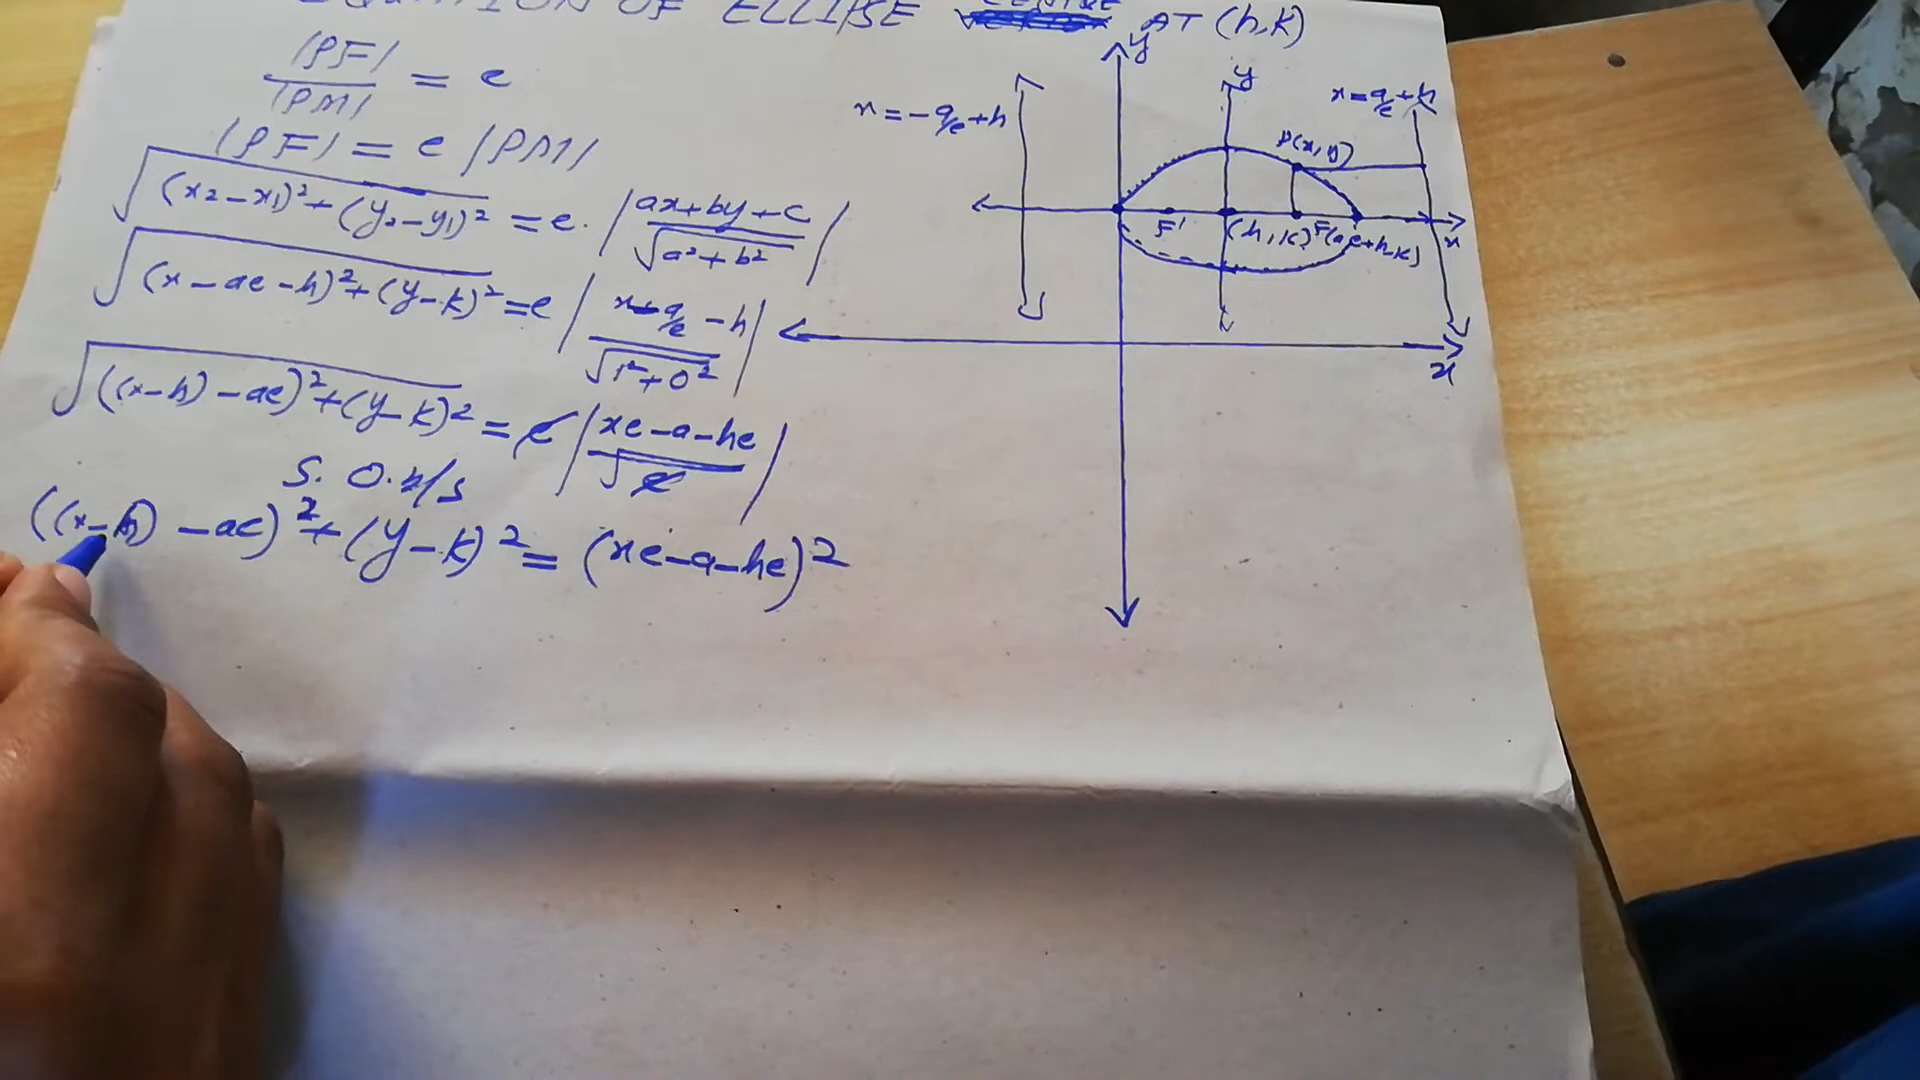 EQUATION OF ELLIPSE CENTRE AT (h,k)
|PF| / |PM| = e
|PF| = e |PM|
√((x₂-x₁)²+(y₂-y₁)²) = e. |(ax+by+c) / √(a²+b²)|
√((x-ae-h)²+(y-k)²) = e |(x-a/e-h) / √(1²+0²)|
√(((x-h)-ae)²+(y-k)²) = e |(xe-a-he) / √e|
S. O. b/s
((x-h)-ae)²+(y-k)² = (xe-a-he)²
y
y
x=-a/e+h
x=a/e+h
P(x,y)
F'
(h,k)
F(ae+h,k)
x
x